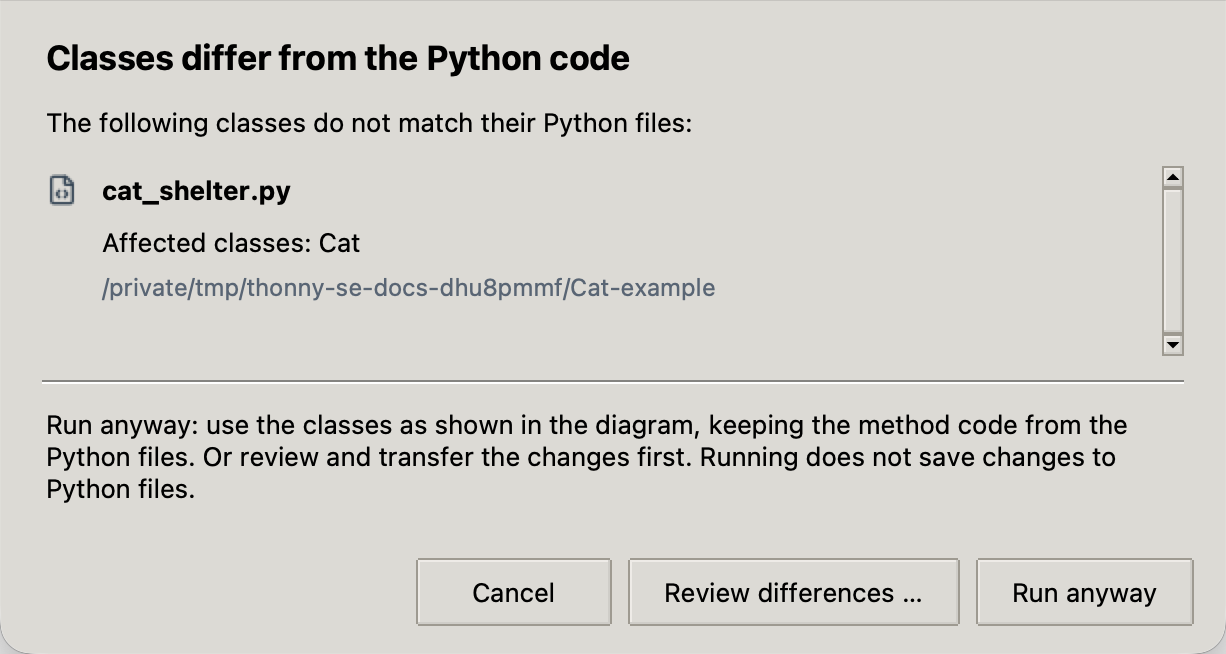 Classes differ from the Python code
The following classes do not match their Python files:
cat_shelter.py
Affected classes: Cat
/private/tmp/thonny-se-docs-dhu8pmmf/Cat-example
Run anyway: use the classes as shown in the diagram, keeping the method code from the
Python files. Or review and transfer the changes first. Running does not save changes to
Python files.
Cancel
Review differences ...
Run anyway